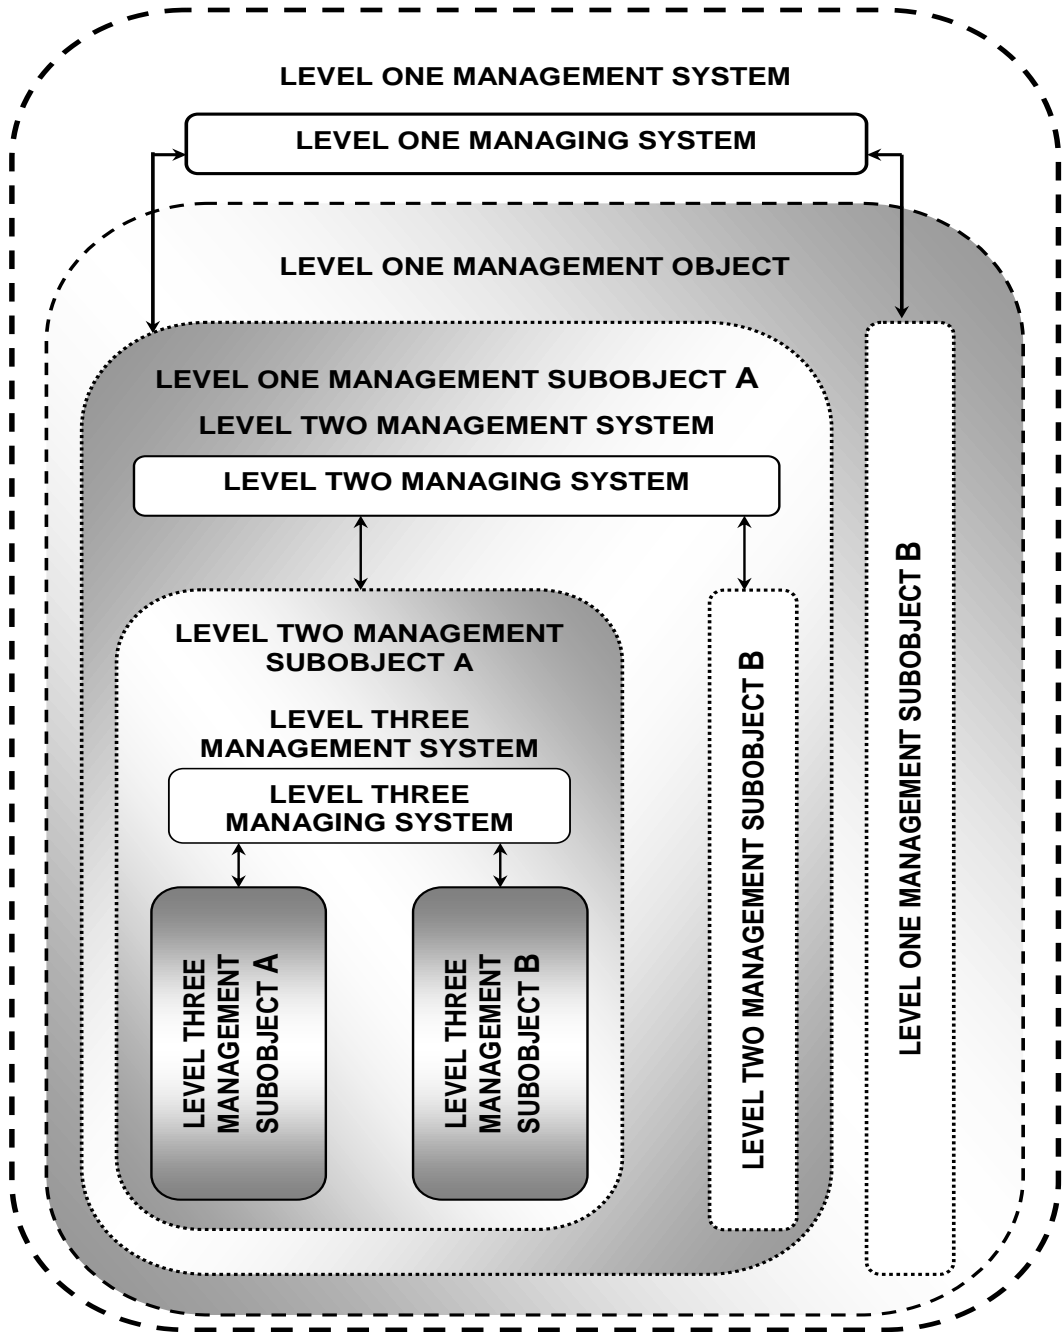 LEVEL ONE MANAGEMENT SYSTEM
LEVEL ONE MANAGING SYSTEM
LEVEL ONE MANAGEMENT OBJECT
LEVEL ONE MANAGEMENT SUBOBJECT A
LEVEL TWO MANAGEMENT SYSTEM
LEVEL TWO MANAGING SYSTEM
LEVEL TWO MANAGEMENT
SUBOBJECT A
LEVEL THREE
MANAGEMENT SYSTEM
LEVEL THREE
MANAGING SYSTEM
LEVEL THREE
MANAGEMENT
SUBOBJECT A
LEVEL THREE
MANAGEMENT
SUBOBJECT B
LEVEL TWO MANAGEMENT SUBOBJECT B
LEVEL ONE MANAGEMENT SUBOBJECT B